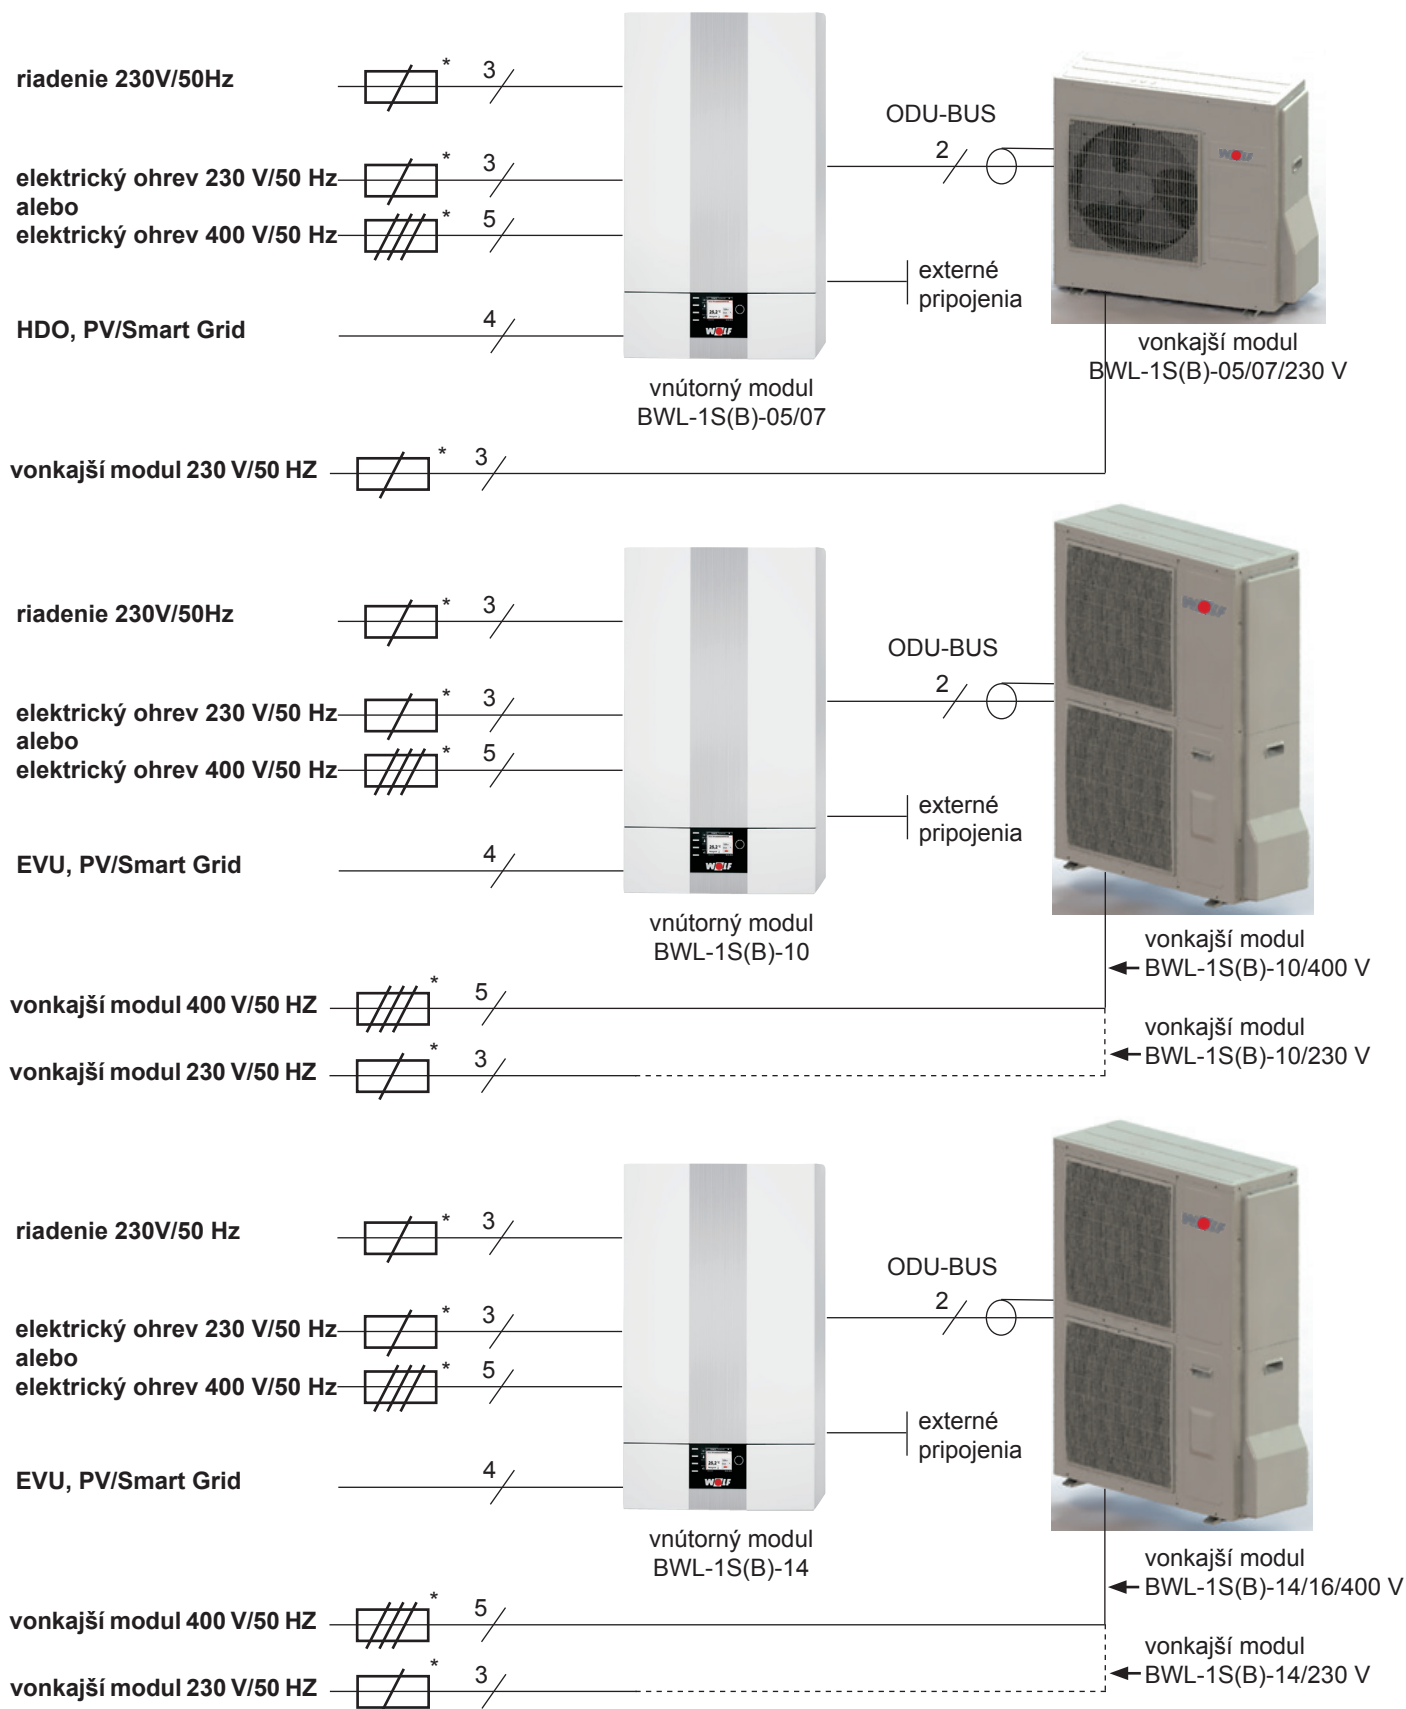 riadenie 230V/50Hz
* 3
elektrický ohrev 230 V/50 Hz
* 3
alebo
elektrický ohrev 400 V/50 Hz
* 5
HDO, PV/Smart Grid
4
WOLF
vnútorný modul
BWL-1S(B)-05/07
ODU-BUS
2
externé
pripojenia
WOLF
vonkajší modul
BWL-1S(B)-05/07/230 V
vonkajší modul 230 V/50 HZ
* 3
riadenie 230V/50Hz
* 3
elektrický ohrev 230 V/50 Hz
* 3
alebo
elektrický ohrev 400 V/50 Hz
* 5
EVU, PV/Smart Grid
4
WOLF
vnútorný modul
BWL-1S(B)-10
ODU-BUS
2
externé
pripojenia
WOLF
vonkajší modul
BWL-1S(B)-10/400 V
vonkajší modul 400 V/50 HZ
* 5
vonkajší modul
BWL-1S(B)-10/230 V
vonkajší modul 230 V/50 HZ
* 3
riadenie 230V/50 Hz
* 3
elektrický ohrev 230 V/50 Hz
* 3
alebo
elektrický ohrev 400 V/50 Hz
* 5
EVU, PV/Smart Grid
4
WOLF
vnútorný modul
BWL-1S(B)-14
ODU-BUS
2
externé
pripojenia
WOLF
vonkajší modul
BWL-1S(B)-14/16/400 V
vonkajší modul 400 V/50 HZ
* 5
vonkajší modul
BWL-1S(B)-14/230 V
vonkajší modul 230 V/50 HZ
* 3